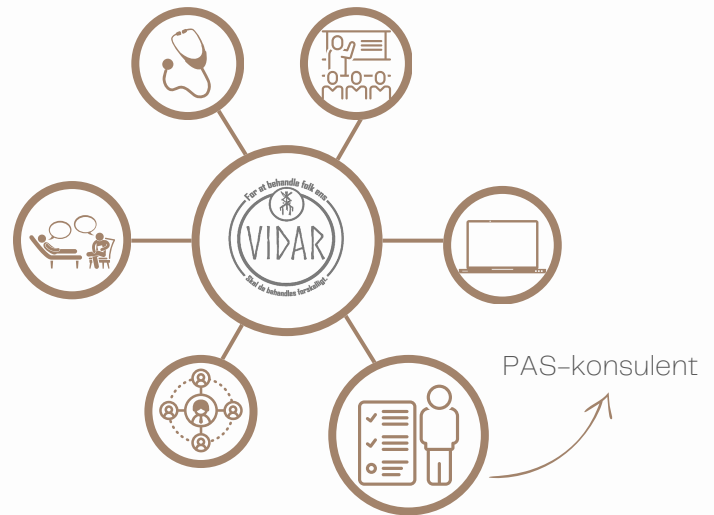 For at behandle folk ens
VIDAR
Skal de behandles forskelligt.
PAS-konsulent